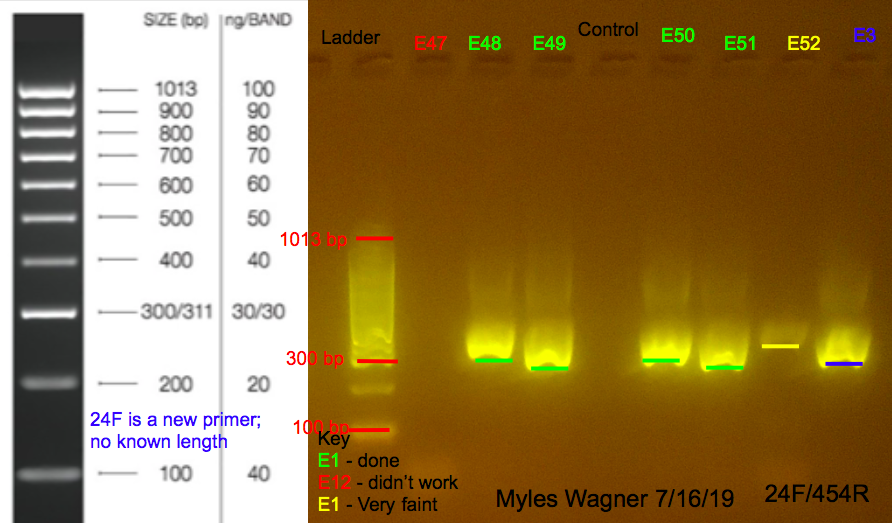 SIZE (bp) ng/BAND
1013 100
900 90
800 80
700 70
600 60
500 50
400 40
300/311 30/30
200 20
100 40
24F is a new primer;
no known length
Ladder E47 E48 E49 Control E50 E51 E52 E3
1013 bp
300 bp
100 bp
Key
E1 - done
E12 - didn't work
E1 - Very faint
Myles Wagner 7/16/19 24F/454R